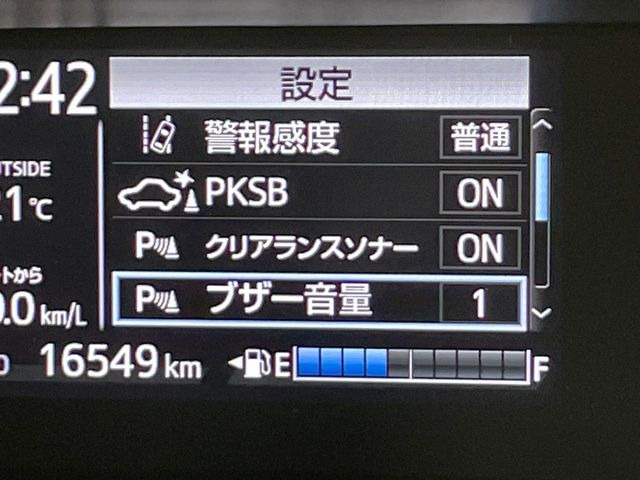 2:42
設定
警報感度 普通
UTSIDE
PKSB ON
1℃
P クリアランスソナー ON
トから
P ブザー音量 1
.0 km/L
16549 km
E F